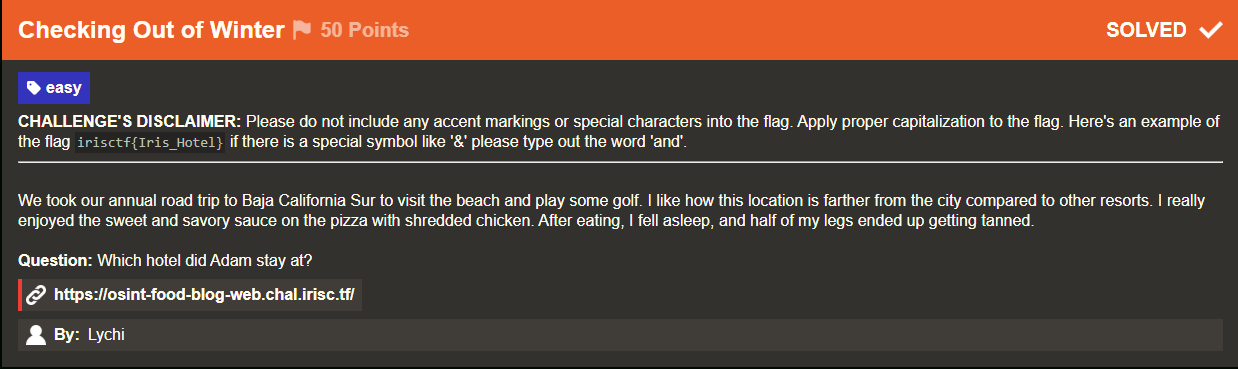 Checking Out of Winter 50 Points SOLVED
easy
CHALLENGE'S DISCLAIMER: Please do not include any accent markings or special characters into the flag. Apply proper capitalization to the flag. Here's an example of
the flag irisctf{Iris_Hotel} if there is a special symbol like '&' please type out the word 'and'.
We took our annual road trip to Baja California Sur to visit the beach and play some golf. I like how this location is farther from the city compared to other resorts. I really
enjoyed the sweet and savory sauce on the pizza with shredded chicken. After eating, I fell asleep, and half of my legs ended up getting tanned.
Question: Which hotel did Adam stay at?
https://osint-food-blog-web.chal.irisc.tf/
By: Lychi